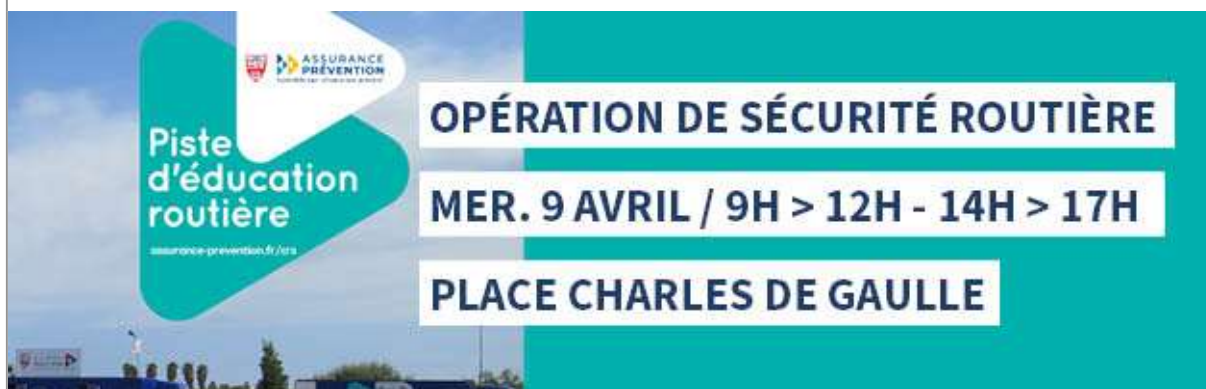 ASSURANCE
PRÉVENTION
Piste
d'éducation
routière
assurance-prevention.fr/crs
OPÉRATION DE SÉCURITÉ ROUTIÈRE
MER. 9 AVRIL / 9H > 12H - 14H > 17H
PLACE CHARLES DE GAULLE